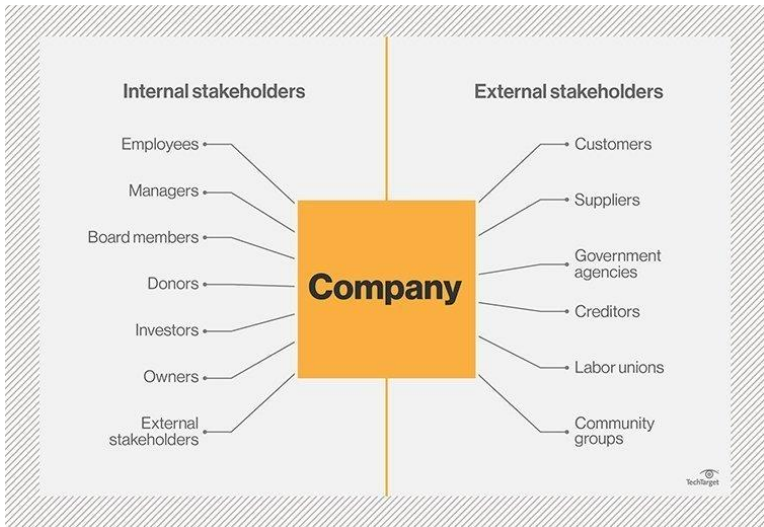 Internal stakeholders
Employees
Managers
Board members
Donors
Investors
Owners
External
stakeholders
Company
External stakeholders
Customers
Suppliers
Government
agencies
Creditors
Labor unions
Community
groups
TechTarget